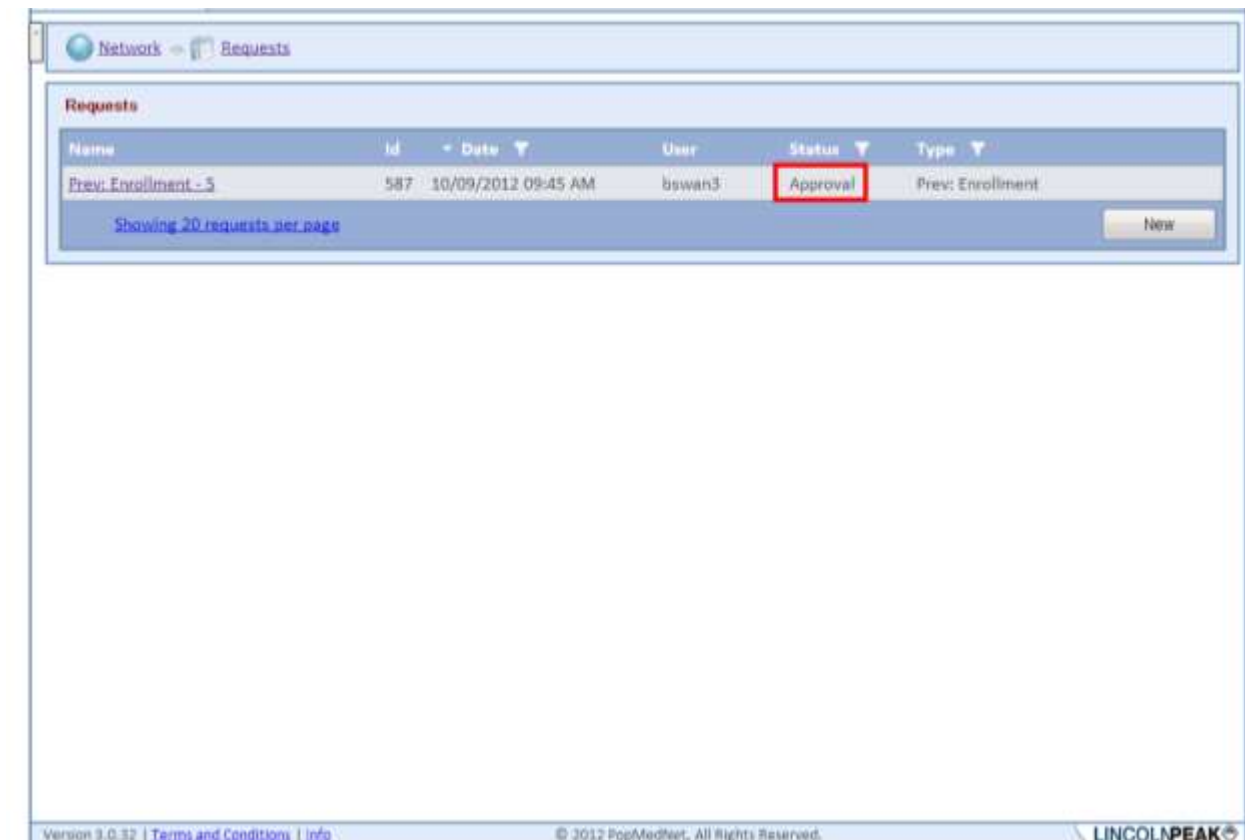 Network Requests
Requests
Name Id Date User Status Type
Prev: Enrollment - 5 587 10/09/2012 09:45 AM bswan3 Approval Prev: Enrollment
Showing 20 requests per page New
Version 3.0.32 | Terms and Conditions | Info © 2012 PopMedNet, All Rights Reserved. LINCOLNPEAK